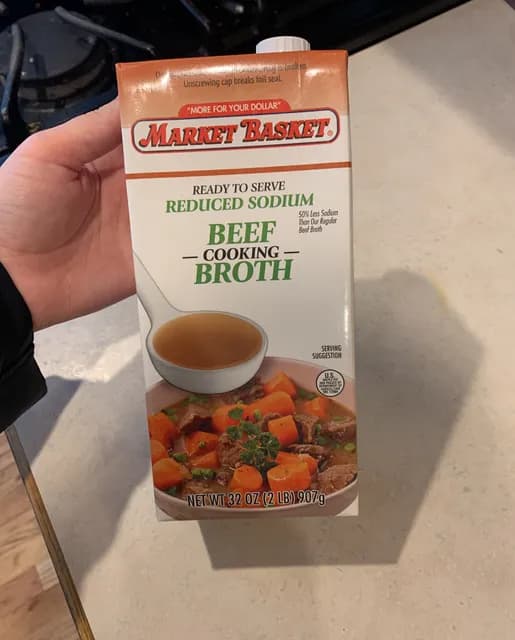 Unscrewing cap breaks foil seal.
"MORE FOR YOUR DOLLAR"
MARKET BASKET®
READY TO SERVE
REDUCED SODIUM
50% Less Sodium
Than Our Regular
Beef Broth
BEEF
COOKING
BROTH
SERVING
SUGGESTION
U.S.
NET WT 32 OZ (2 LB) 907g